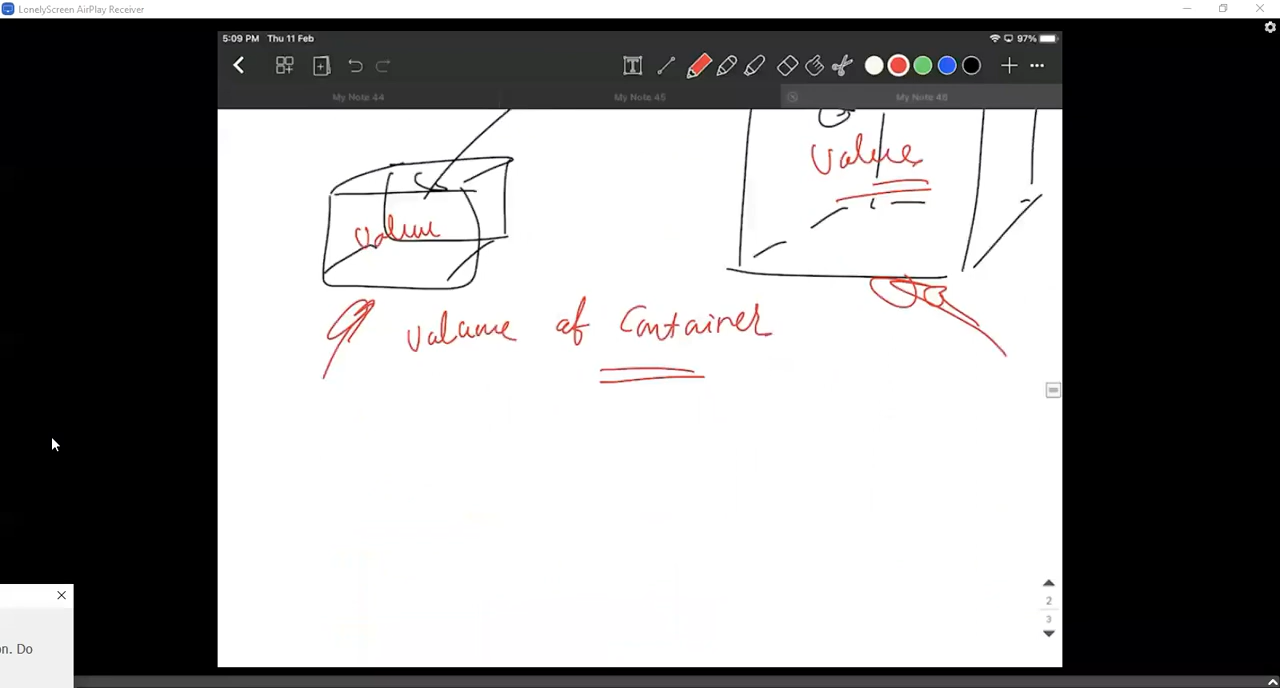 LonelyScreen AirPlay Receiver
5:09 PM Thu 11 Feb
97%
T
My Note 44
My Note 45
My Note 46
value
value
volume of Container
on. Do
2
3